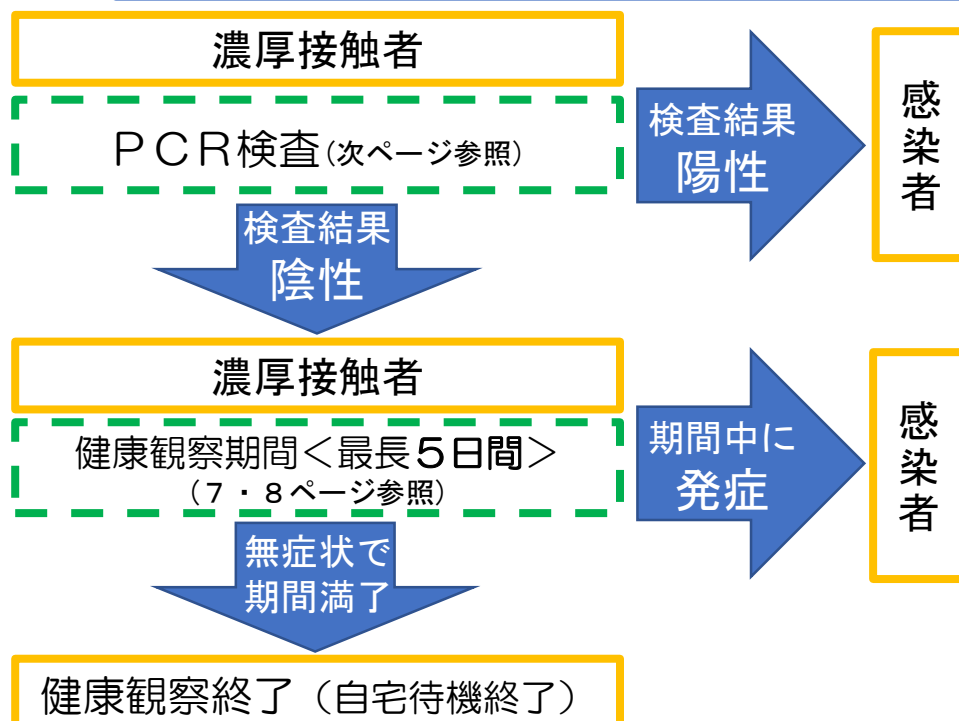 濃厚接触者
ＰＣＲ検査(次ページ参照)
検査結果
陽性
感染者
検査結果
陰性
濃厚接触者
健康観察期間＜最長５日間＞
（７・８ページ参照）
期間中に
発症
感染者
無症状で
期間満了
健康観察終了（自宅待機終了）